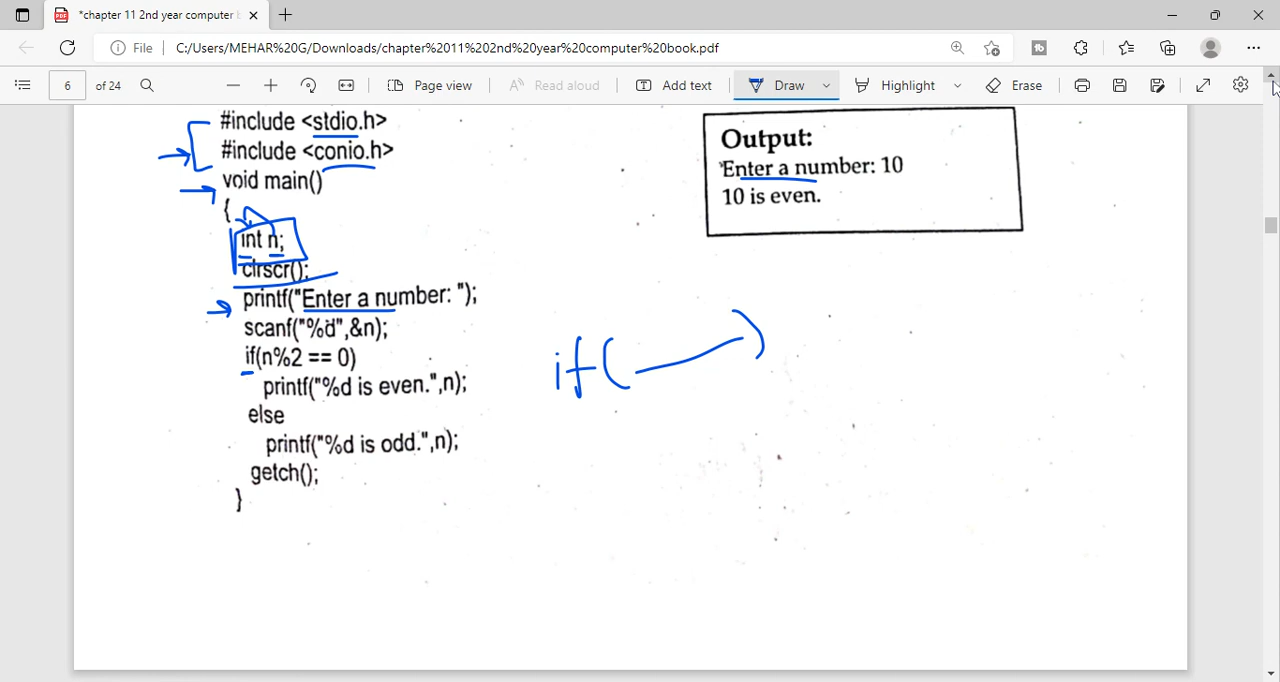 *chapter 11 2nd year computer b
File
C:/Users/MEHAR%20G/Downloads/chapter%2011%202nd%20year%20computer%20book.pdf
6 of 24
Page view
Read aloud
Add text
Draw
Highlight
Erase
#include <stdio.h>
#include <conio.h>
void main()
{
int n;
clrscr();
printf("Enter a number: ");
scanf("%d",&n);
if(n%2 == 0)
printf("%d is even.",n);
else
printf("%d is odd.",n);
getch();
}
Output:
Enter a number: 10
10 is even.
if( )